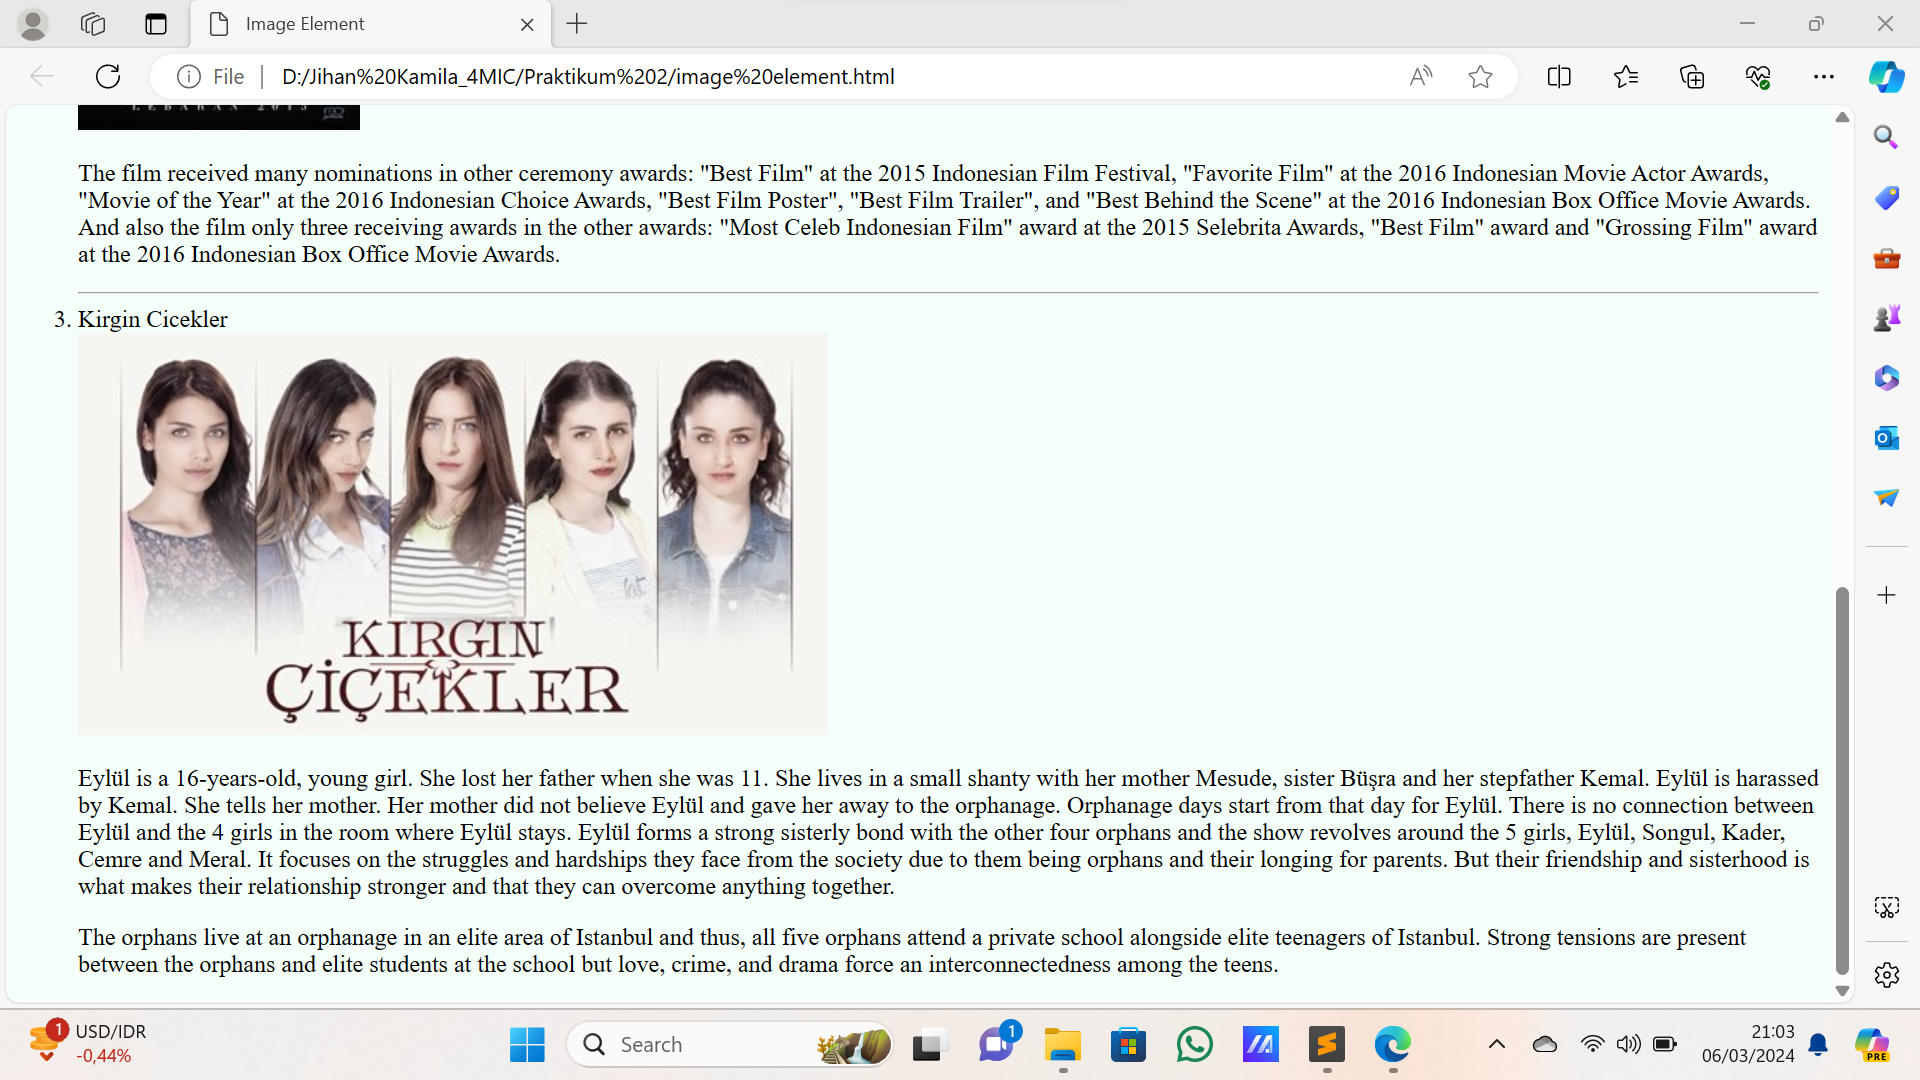 Image Element
File
D:/Jihan%20Kamila_4MIC/Praktikum%202/image%20element.html
LEBARAN 2015
The film received many nominations in other ceremony awards: "Best Film" at the 2015 Indonesian Film Festival, "Favorite Film" at the 2016 Indonesian Movie Actor Awards,
"Movie of the Year" at the 2016 Indonesian Choice Awards, "Best Film Poster", "Best Film Trailer", and "Best Behind the Scene" at the 2016 Indonesian Box Office Movie Awards.
And also the film only three receiving awards in the other awards: "Most Celeb Indonesian Film" award at the 2015 Selebrita Awards, "Best Film" award and "Grossing Film" award
at the 2016 Indonesian Box Office Movie Awards.
3. Kirgin Cicekler
KIRGIN
ÇİÇEKLER
Eylül is a 16-years-old, young girl. She lost her father when she was 11. She lives in a small shanty with her mother Mesude, sister Büşra and her stepfather Kemal. Eylül is harassed
by Kemal. She tells her mother. Her mother did not believe Eylül and gave her away to the orphanage. Orphanage days start from that day for Eylül. There is no connection between
Eylül and the 4 girls in the room where Eylül stays. Eylül forms a strong sisterly bond with the other four orphans and the show revolves around the 5 girls, Eylül, Songul, Kader,
Cemre and Meral. It focuses on the struggles and hardships they face from the society due to them being orphans and their longing for parents. But their friendship and sisterhood is
what makes their relationship stronger and that they can overcome anything together.
The orphans live at an orphanage in an elite area of Istanbul and thus, all five orphans attend a private school alongside elite teenagers of Istanbul. Strong tensions are present
between the orphans and elite students at the school but love, crime, and drama force an interconnectedness among the teens.
1
USD/IDR
-0,44%
Search
1
21:03
06/03/2024
PRE